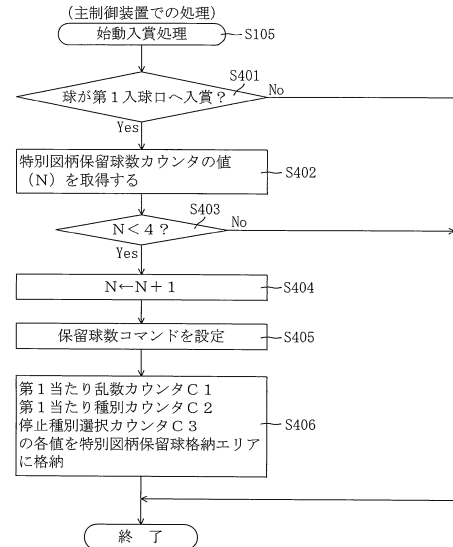 (主制御装置での処理)
始動入賞処理
S105
S401
球が第1入球口へ入賞?
No
Yes
特別図柄保留球数カウンタの値
(N)を取得する
S402
S403
N<4?
No
Yes
N←N+1
S404
保留球数コマンドを設定
S405
第1当たり乱数カウンタC1
第1当たり種別カウンタC2
停止種別選択カウンタC3
の各値を特別図柄保留球格納エリア
に格納
S406
終 了